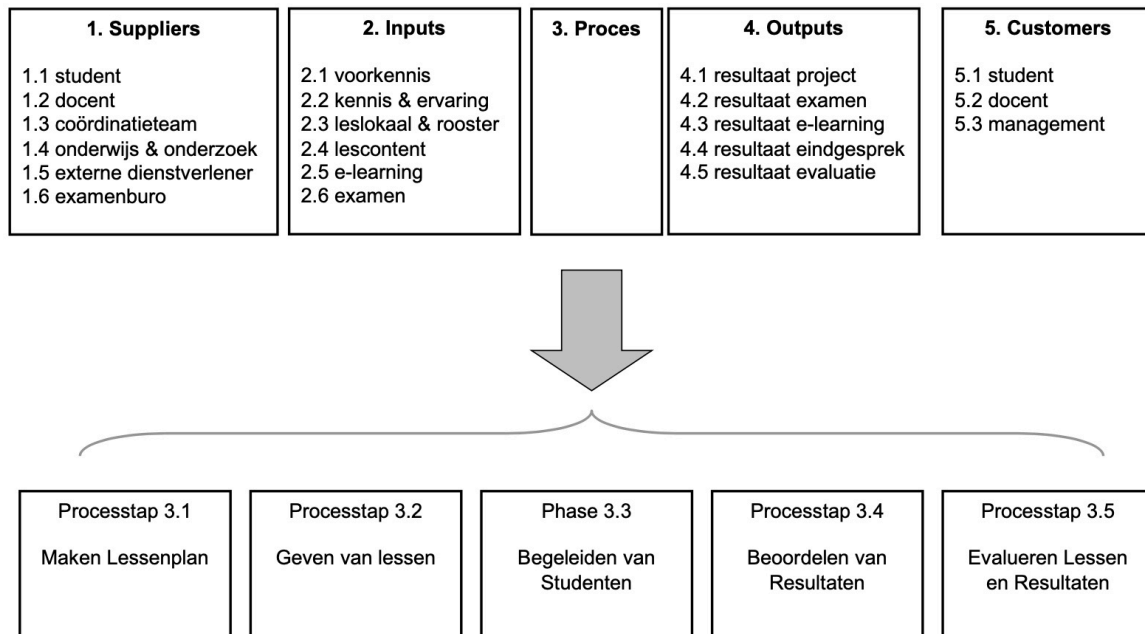 1. Suppliers
1.1 student
1.2 docent
1.3 coördinatieteam
1.4 onderwijs & onderzoek
1.5 externe dienstverlener
1.6 examenburo
2. Inputs
2.1 voorkennis
2.2 kennis & ervaring
2.3 leslokaal & rooster
2.4 lescontent
2.5 e-learning
2.6 examen
3. Proces
4. Outputs
4.1 resultaat project
4.2 resultaat examen
4.3 resultaat e-learning
4.4 resultaat eindgesprek
4.5 resultaat evaluatie
5. Customers
5.1 student
5.2 docent
5.3 management
Processtap 3.1
Maken Lessenplan
Processtap 3.2
Geven van lessen
Phase 3.3
Begeleiden van
Studenten
Processtap 3.4
Beoordelen van
Resultaten
Processtap 3.5
Evalueren Lessen
en Resultaten